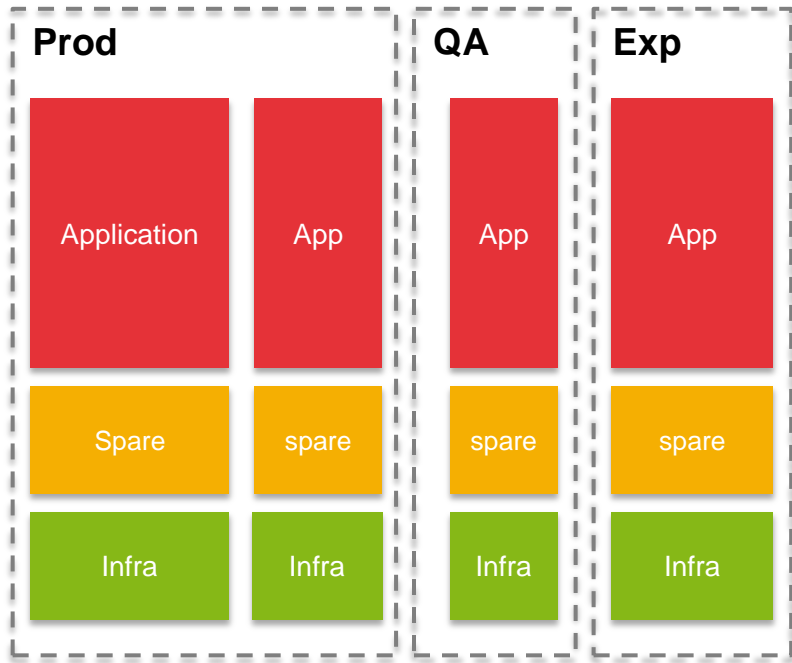 Prod
QA
Exp
Application
App
App
App
Spare
spare
spare
spare
Infra
Infra
Infra
Infra